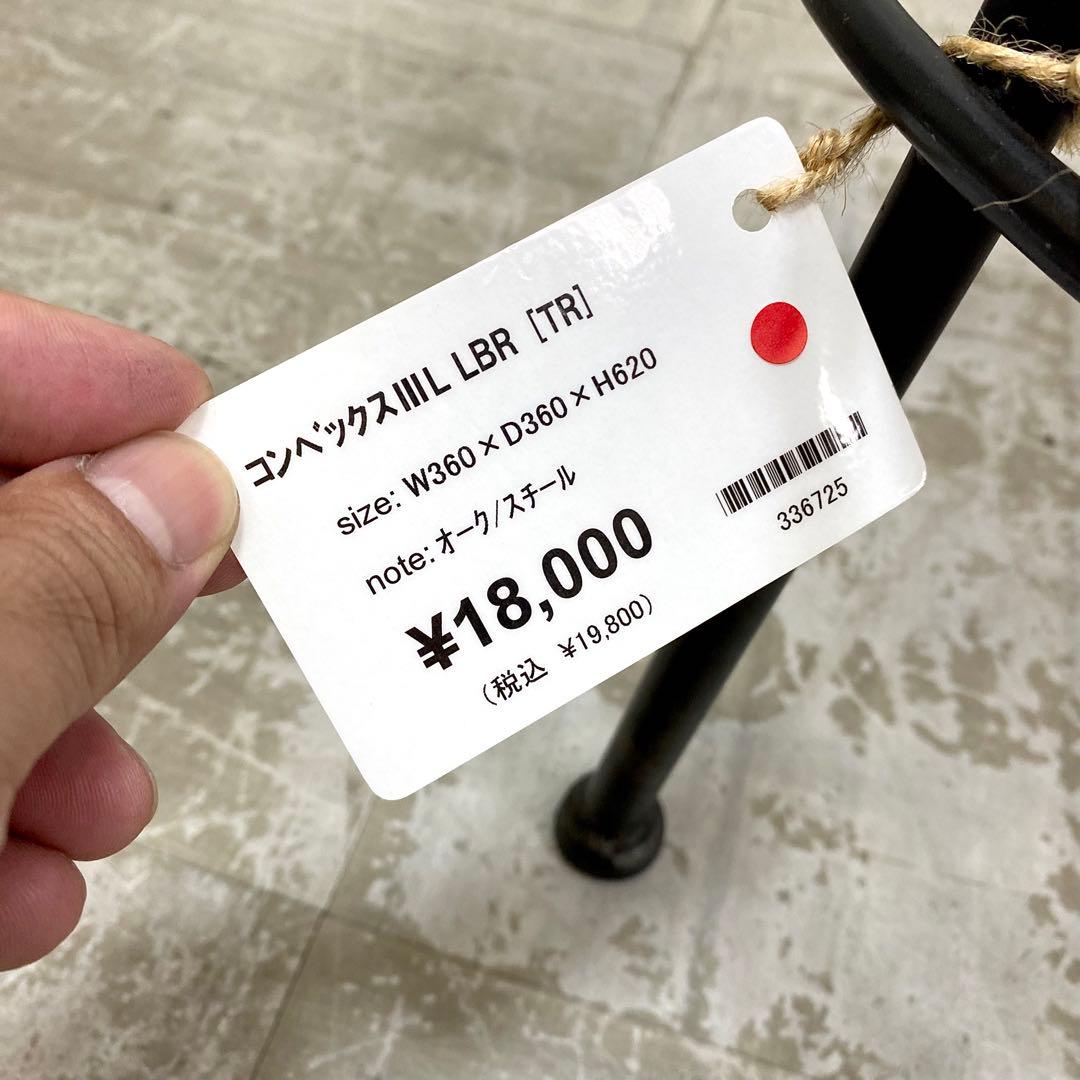 コンベックスⅢL LBR [TR]
size: W360×D360×H620
note:オーク/スチール
¥18,000
(税込 ¥19,800)
336725